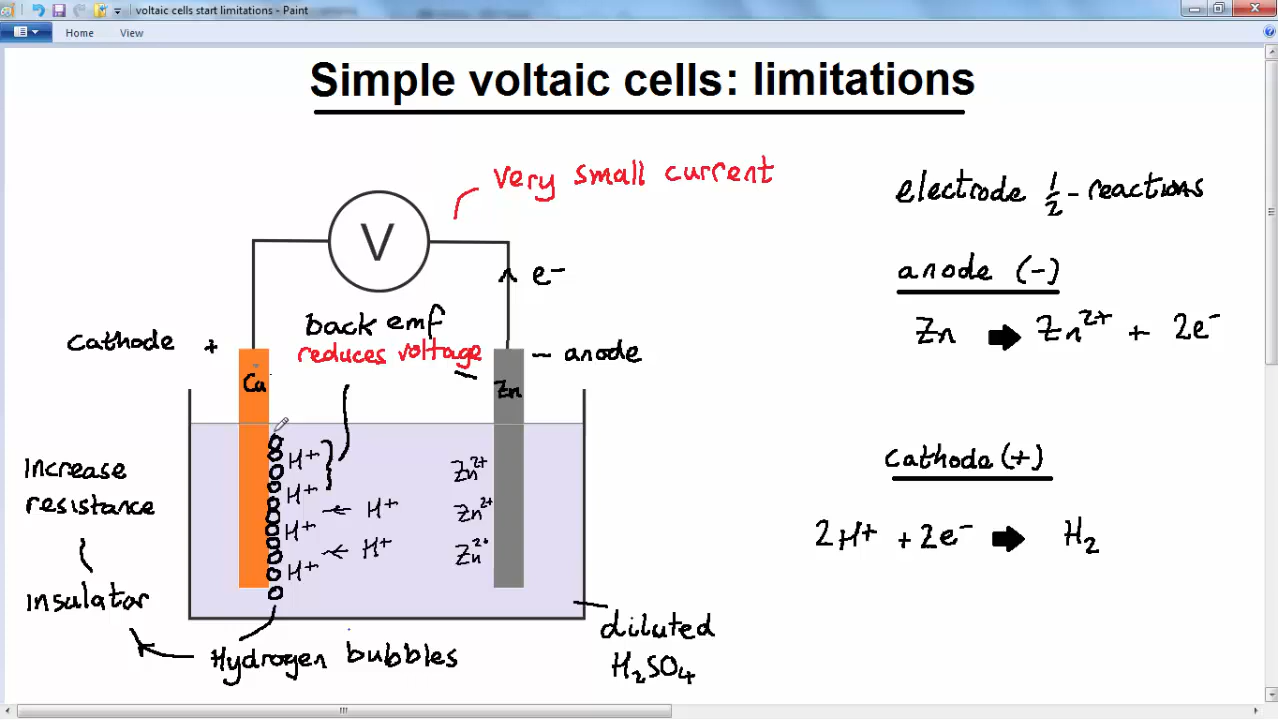 voltaic cells start limitations - Paint
Home View
Simple voltaic cells: limitations
very small current
V
e⁻
back emf
reduces voltage
cathode +
− anode
Cu
Zn
H⁺
H⁺
H⁺
H⁺
H⁺
H⁺
Zn²⁺
Zn²⁺
Zn²⁺
increase
resistance
insulator
Hydrogen bubbles
diluted
H₂SO₄
electrode ½-reactions
anode (-)
Zn ➡ Zn²⁺ + 2e⁻
cathode (+)
2H⁺ + 2e⁻ ➡ H₂